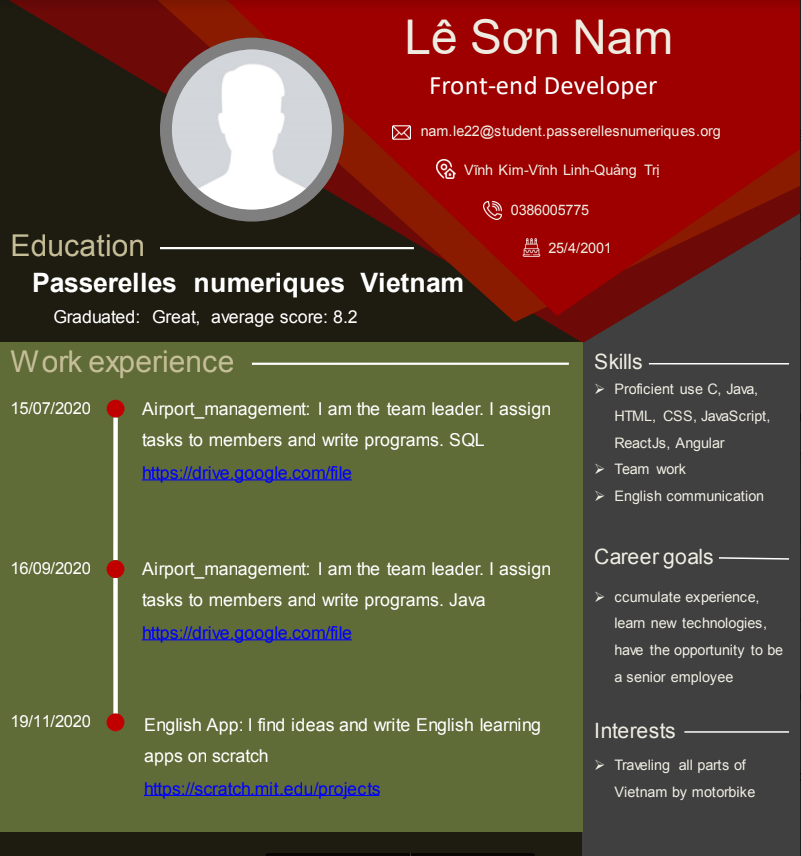 Lê Sơn Nam
Front-end Developer
nam.le22@student.passerellesnumeriques.org
Vĩnh Kim-Vĩnh Linh-Quảng Trị
0386005775
25/4/2001
Education
Passerelles numeriques Vietnam
Graduated: Great, average score: 8.2
Work experience
15/07/2020
Airport_management: I am the team leader. I assign
tasks to members and write programs. SQL
https://drive.google.com/file
16/09/2020
Airport_management: I am the team leader. I assign
tasks to members and write programs. Java
https://drive.google.com/file
19/11/2020
English App: I find ideas and write English learning
apps on scratch
https://scratch.mit.edu/projects
Skills
Proficient use C, Java,
HTML, CSS, JavaScript,
ReactJs, Angular
Team work
English communication
Career goals
ccumulate experience,
learn new technologies,
have the opportunity to be
a senior employee
Interests
Traveling all parts of
Vietnam by motorbike